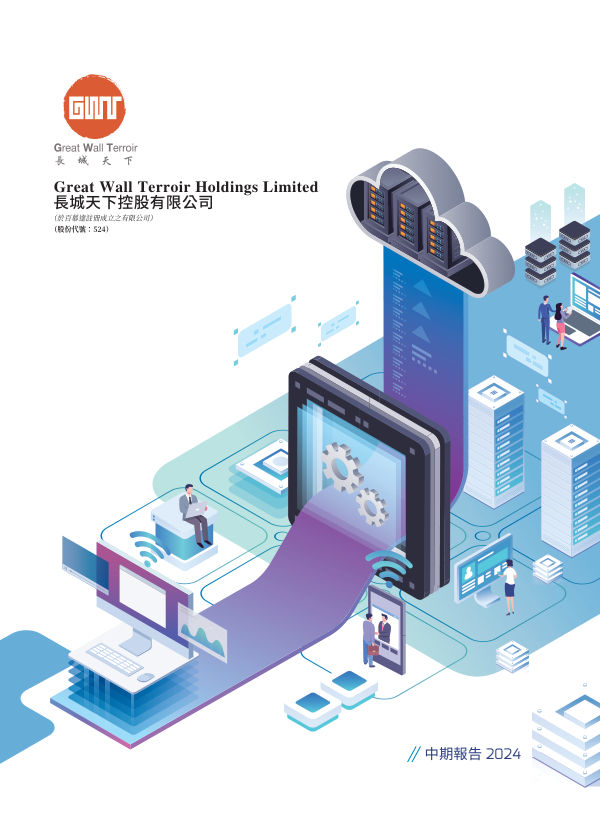 GWT
Great Wall Terroir
長城天下
Great Wall Terroir Holdings Limited
長城天下控股有限公司
(於百慕達註冊成立之有限公司)
(股份代號：524)
// 中期報告 2024